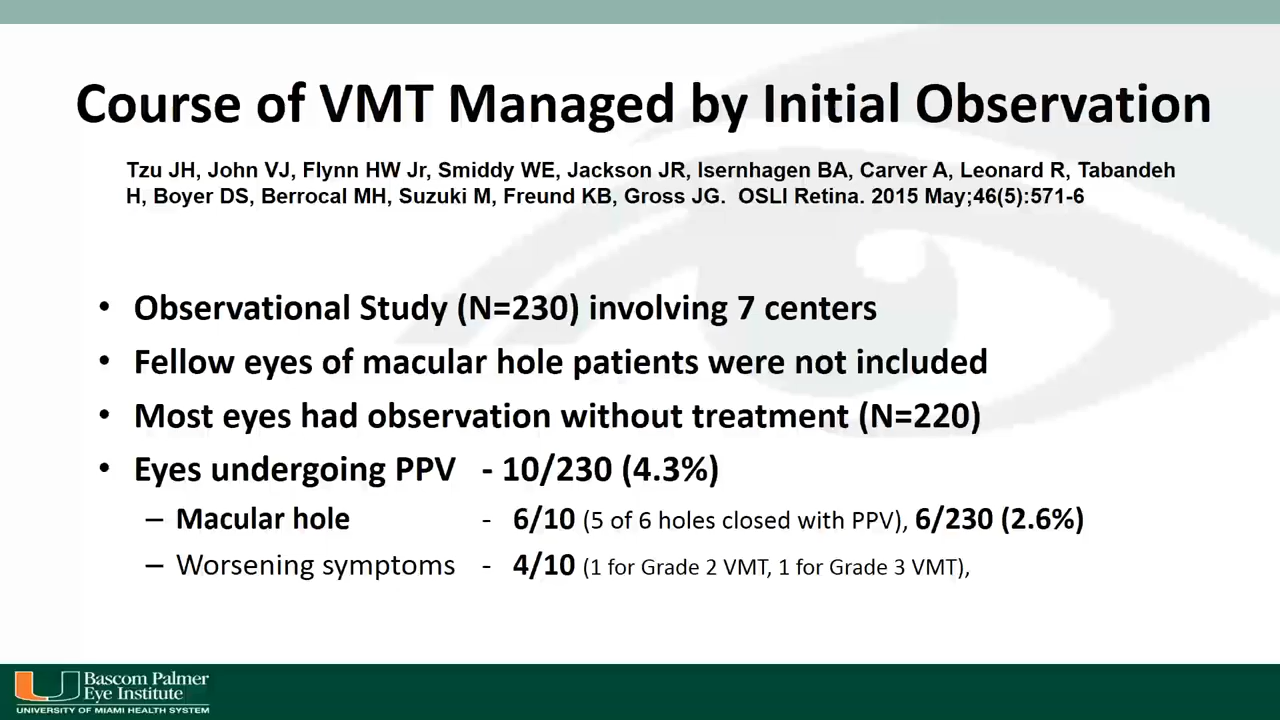 Course of VMT Managed by Initial Observation
Tzu JH, John VJ, Flynn HW Jr, Smiddy WE, Jackson JR, Isernhagen BA, Carver A, Leonard R, Tabandeh
H, Boyer DS, Berrocal MH, Suzuki M, Freund KB, Gross JG. OSLI Retina. 2015 May;46(5):571-6
• Observational Study (N=230) involving 7 centers
• Fellow eyes of macular hole patients were not included
• Most eyes had observation without treatment (N=220)
• Eyes undergoing PPV - 10/230 (4.3%)
– Macular hole - 6/10 (5 of 6 holes closed with PPV), 6/230 (2.6%)
– Worsening symptoms - 4/10 (1 for Grade 2 VMT, 1 for Grade 3 VMT),
Bascom Palmer
Eye Institute
UNIVERSITY OF MIAMI HEALTH SYSTEM